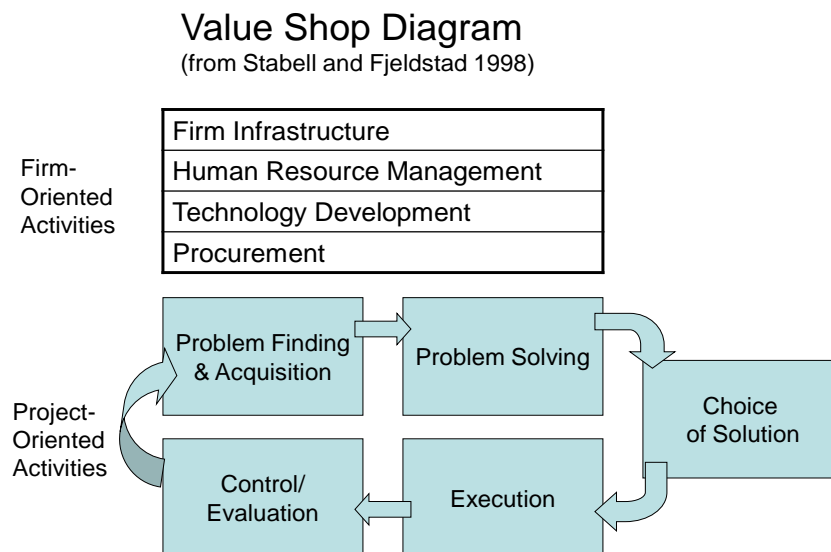 Value Shop Diagram
(from Stabell and Fjeldstad 1998)
Firm-
Oriented
Activities
Firm Infrastructure
Human Resource Management
Technology Development
Procurement
Project-
Oriented
Activities
Problem Finding
& Acquisition
Problem Solving
Choice
of Solution
Execution
Control/
Evaluation